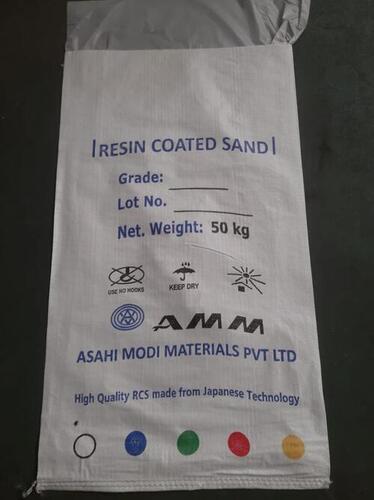 RESIN COATED SAND
Grade:
Lot No.
Net. Weight: 50 kg
USE NO HOOKS
KEEP DRY
AMM
ASAHI MODI MATERIALS PVT LTD
High Quality RCS made from Japanese Technology